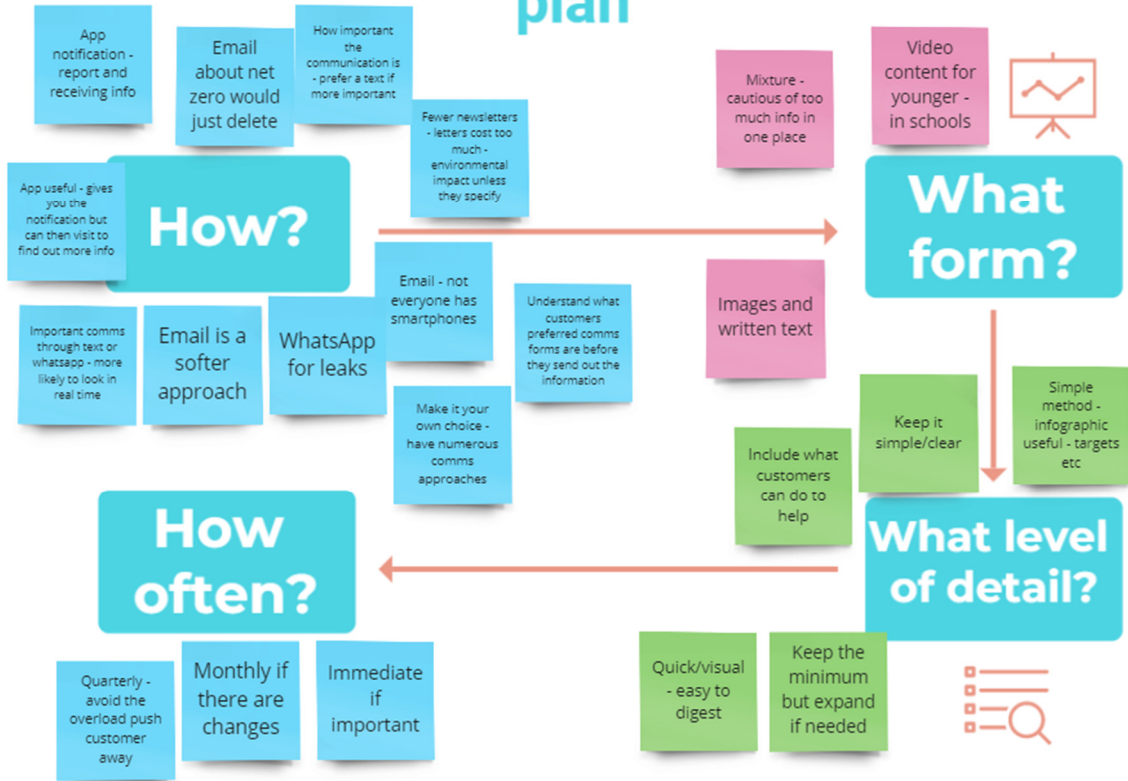 plan
App
notification -
report and
receiving info
Email
about net
zero would
just delete
How important
the
communication is
- prefer a text if
more important
Fewer newsletters
- letters cost too
much -
environmental
impact unless
they specify
App useful - gives
you the
notification but
can then visit to
find out more info
How?
Important comms
through text or
whatsapp - more
likely to look in
real time
Email is a
softer
approach
WhatsApp
for leaks
Email - not
everyone has
smartphones
Understand what
customers
preferred comms
forms are before
they send out the
information
Make it your
own choice -
have numerous
comms
approaches
Mixture -
cautious of too
much info in
one place
Video
content for
younger -
in schools
What
form?
Images and
written text
Keep it
simple/clear
Simple
method -
infographic
useful - targets
etc
Include what
customers
can do to
help
What level
of detail?
Quick/visual
- easy to
digest
Keep the
minimum
but expand
if needed
How
often?
Quarterly -
avoid the
overload push
customer
away
Monthly if
there are
changes
Immediate
if
important